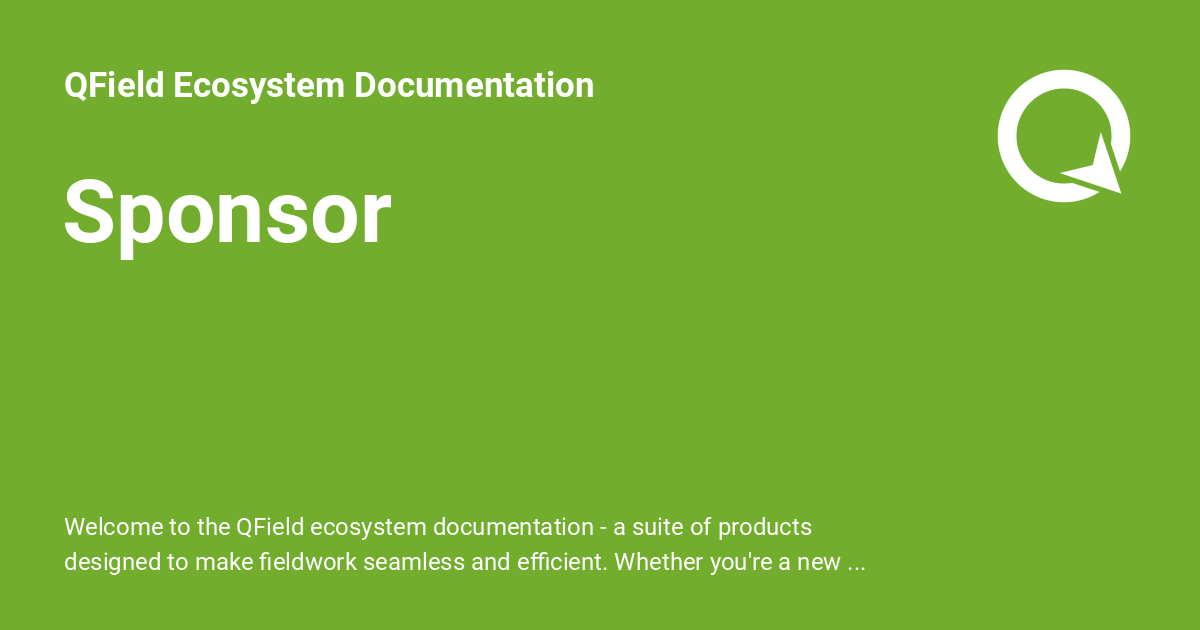 QField Ecosystem Documentation
Sponsor
Welcome to the QField ecosystem documentation - a suite of products
designed to make fieldwork seamless and efficient. Whether you're a new ...